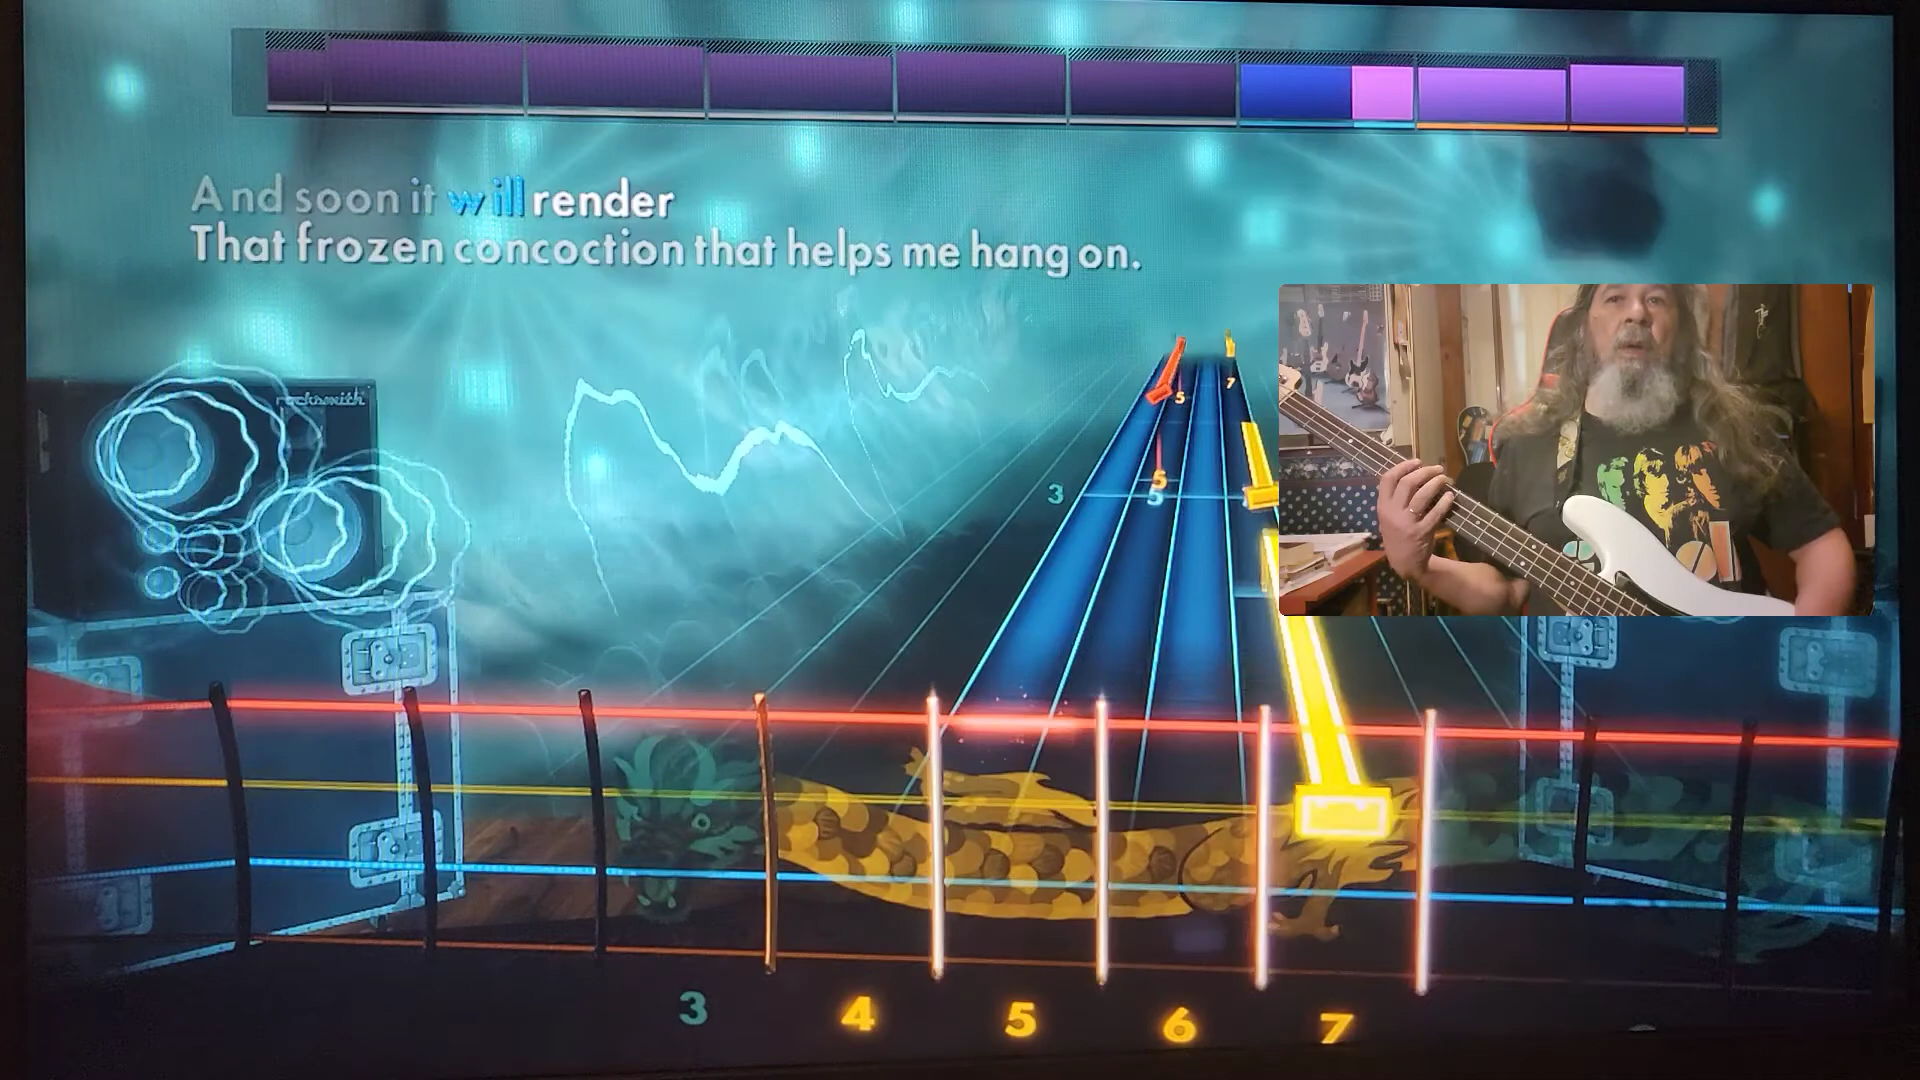 And soon it will render
That frozen concoction that helps me hang on.
rocksmith
7
5
3
5
5
3 4 5 6 7